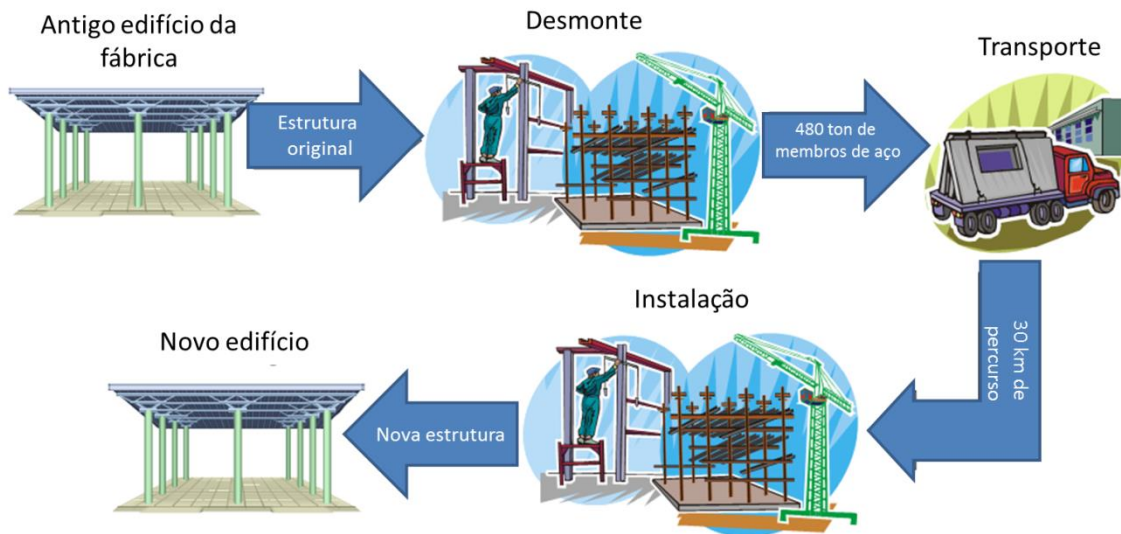 Antigo edifício da
fábrica
Estrutura
original
Desmonte
480 ton de
membros de aço
Transporte
30 km de
percurso
Instalação
Nova estrutura
Novo edifício